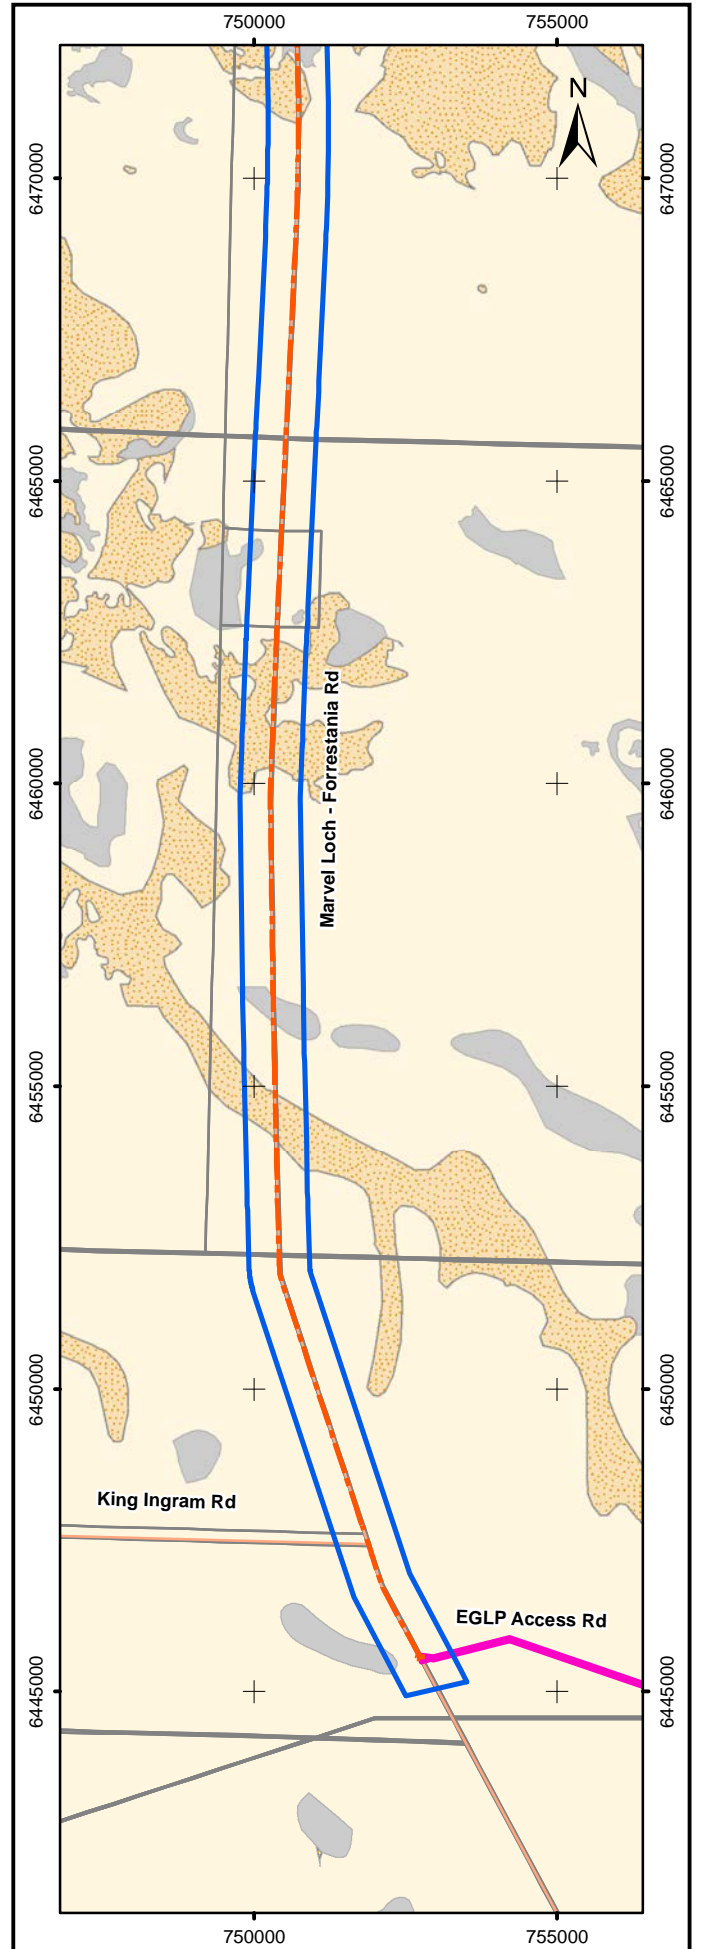 750000 755000
N
6470000 6470000
6465000 6465000
Marvel Loch - Forrestania Rd
6460000 6460000
6455000 6455000
6450000 6450000
King Ingram Rd
EGLP Access Rd
6445000 6445000
750000 755000